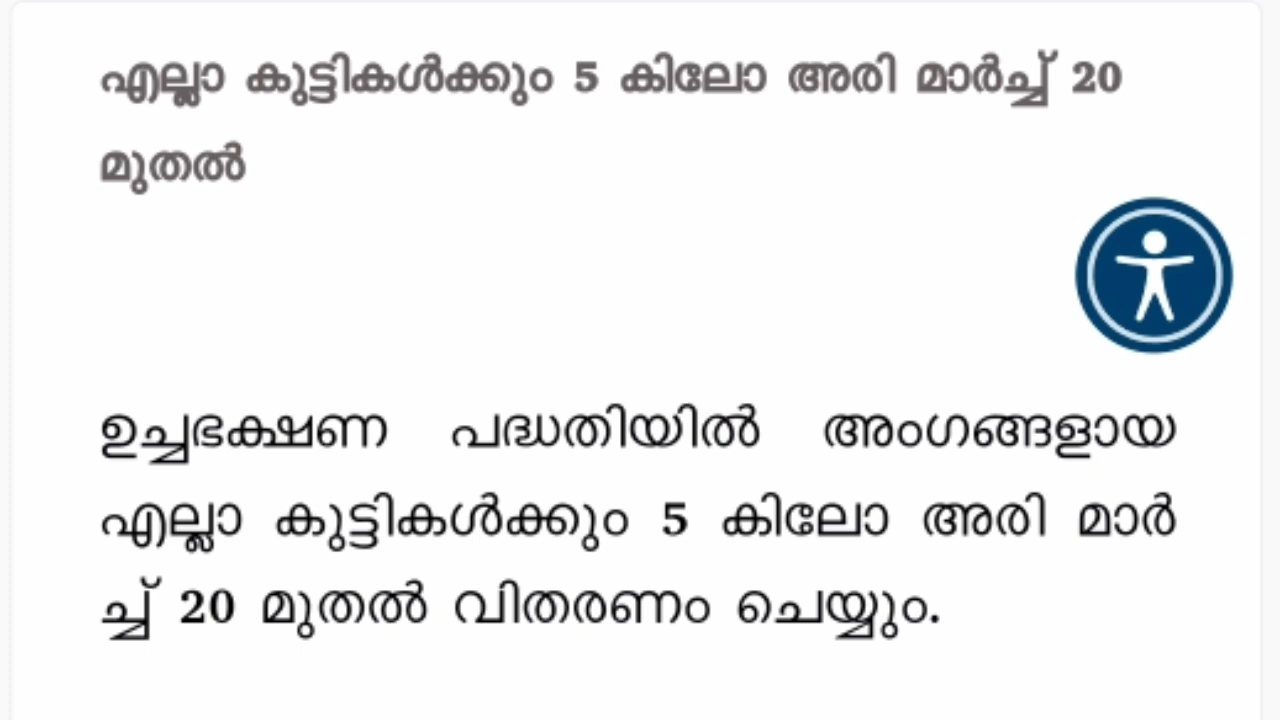 എല്ലാ കുട്ടികൾക്കും 5 കിലോ അരി മാർച്ച് 20
മുതൽ
ഉച്ചഭക്ഷണ പദ്ധതിയിൽ അംഗങ്ങളായ
എല്ലാ കുട്ടികൾക്കും 5 കിലോ അരി മാർ
ച്ച് 20 മുതൽ വിതരണം ചെയ്യും.